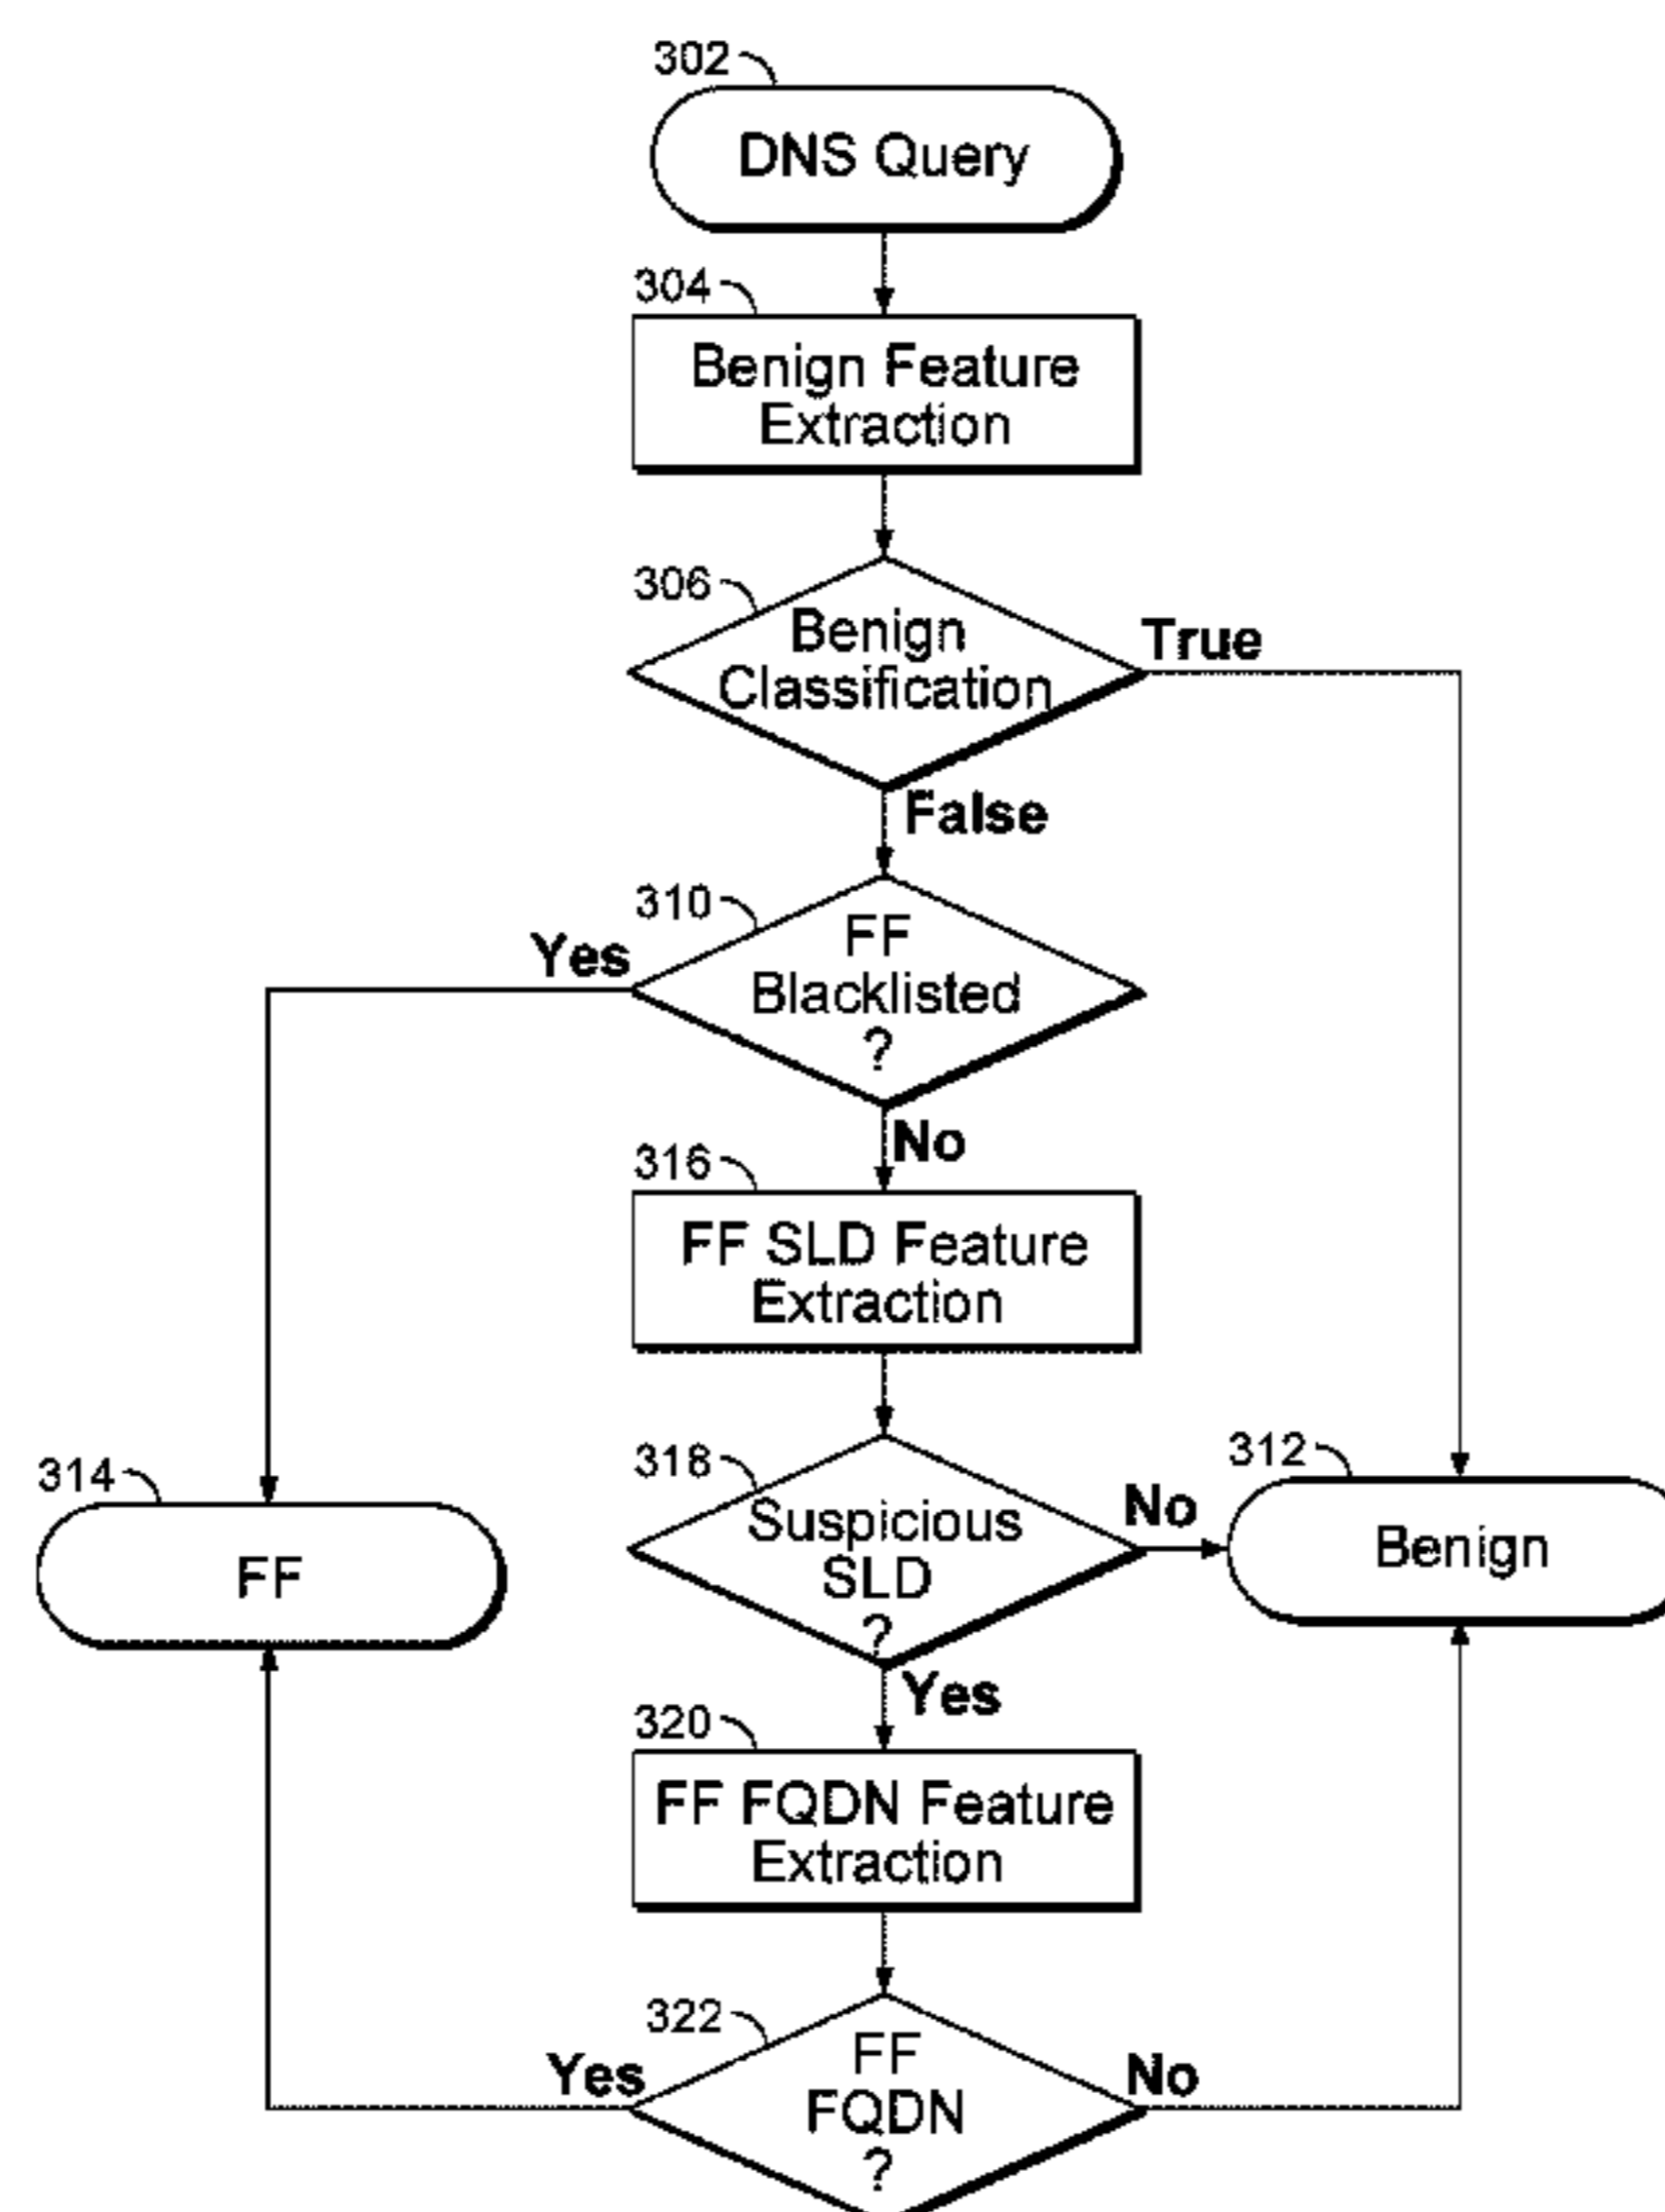 302
DNS Query
304
Benign Feature
Extraction
306
Benign
Classification
True
False
310
FF
Blacklisted
?
Yes
No
316
FF SLD Feature
Extraction
314
FF
318
Suspicious
SLD
?
No
312
Benign
Yes
320
FF FQDN Feature
Extraction
322
FF
FQDN
?
Yes
No